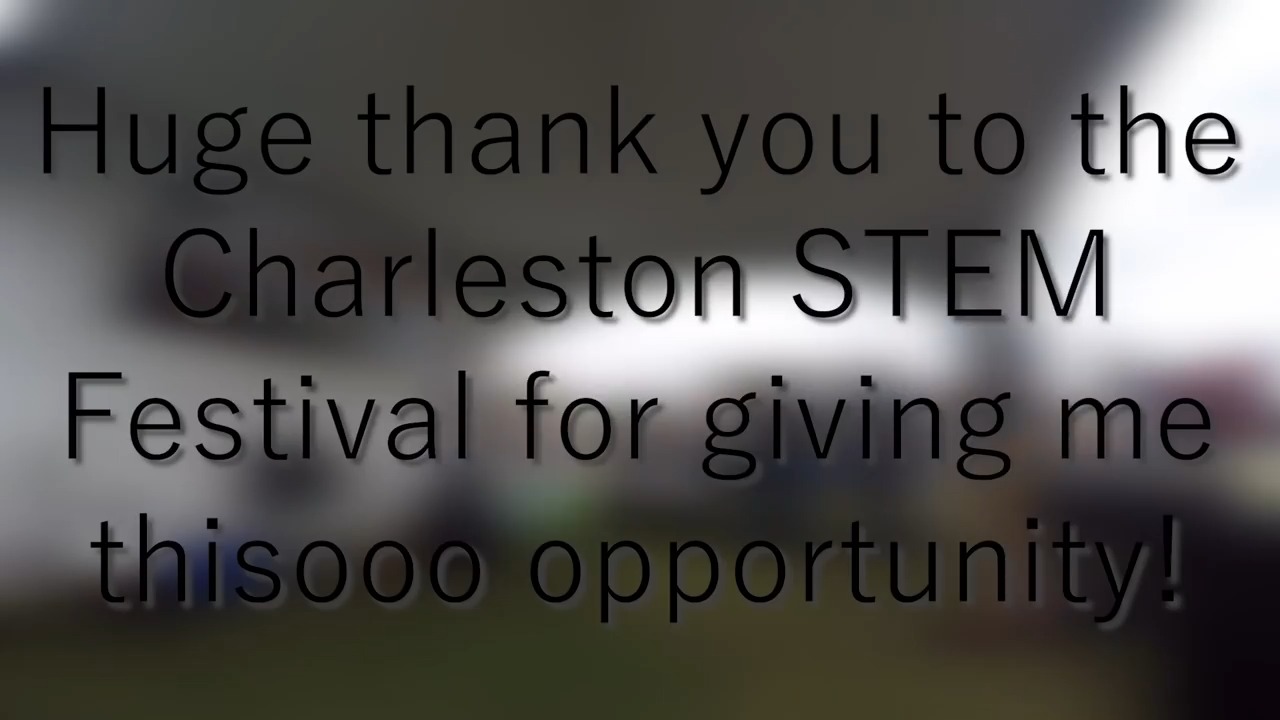 Huge thank you to the
Charleston STEM
Festival for giving me
thisooo opportunity!